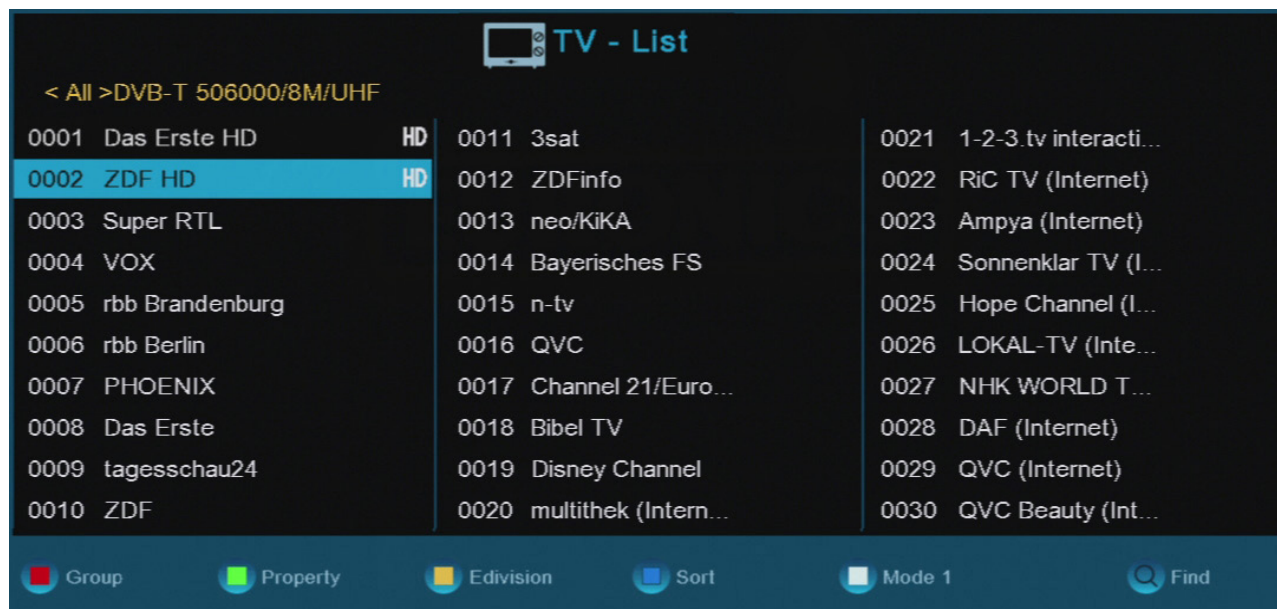 TV - List
< All >DVB-T 506000/8M/UHF
0001 Das Erste HD HD
0002 ZDF HD HD
0003 Super RTL
0004 VOX
0005 rbb Brandenburg
0006 rbb Berlin
0007 PHOENIX
0008 Das Erste
0009 tagesschau24
0010 ZDF
0011 3sat
0012 ZDFinfo
0013 neo/KiKA
0014 Bayerisches FS
0015 n-tv
0016 QVC
0017 Channel 21/Euro...
0018 Bibel TV
0019 Disney Channel
0020 multithek (Intern...
0021 1-2-3.tv interacti...
0022 RiC TV (Internet)
0023 Ampya (Internet)
0024 Sonnenklar TV (I...
0025 Hope Channel (I...
0026 LOKAL-TV (Inte...
0027 NHK WORLD T...
0028 DAF (Internet)
0029 QVC (Internet)
0030 QVC Beauty (Int...
Group Property Edivision Sort Mode 1 Find